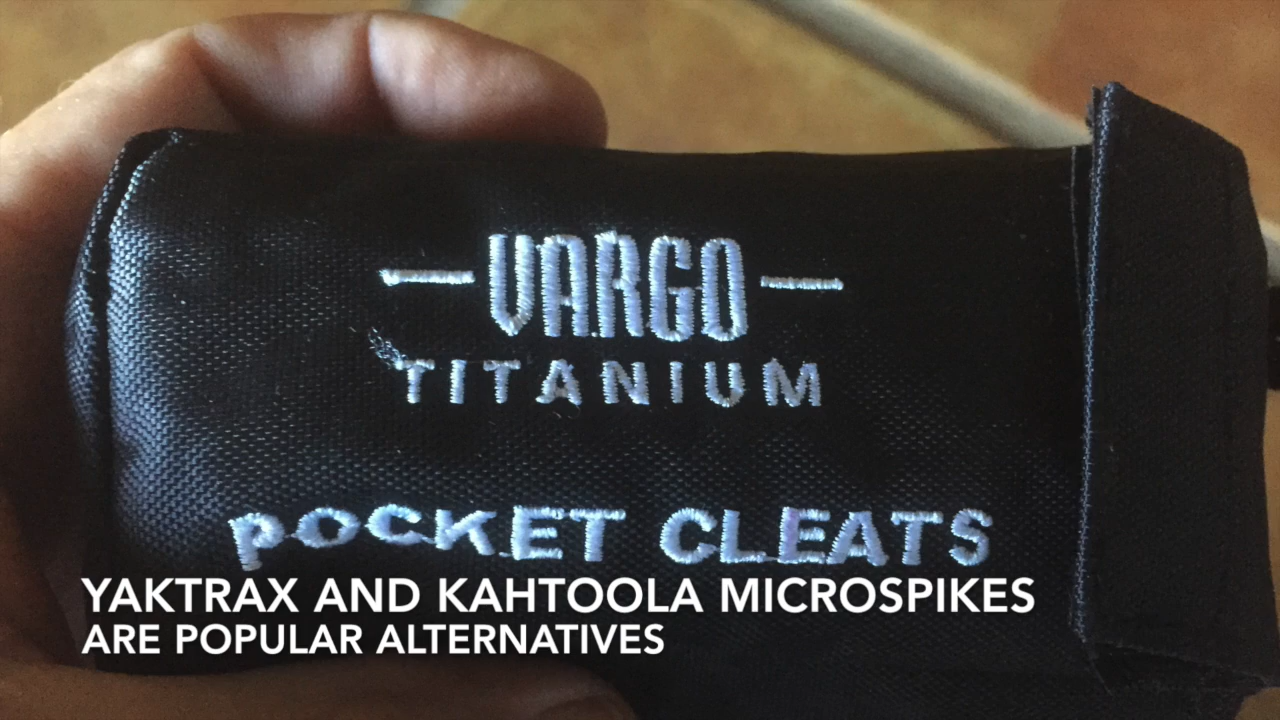 —VARGO—
TITANIUM
POCKET CLEATS
YAKTRAX AND KAHTOOLA MICROSPIKES
ARE POPULAR ALTERNATIVES